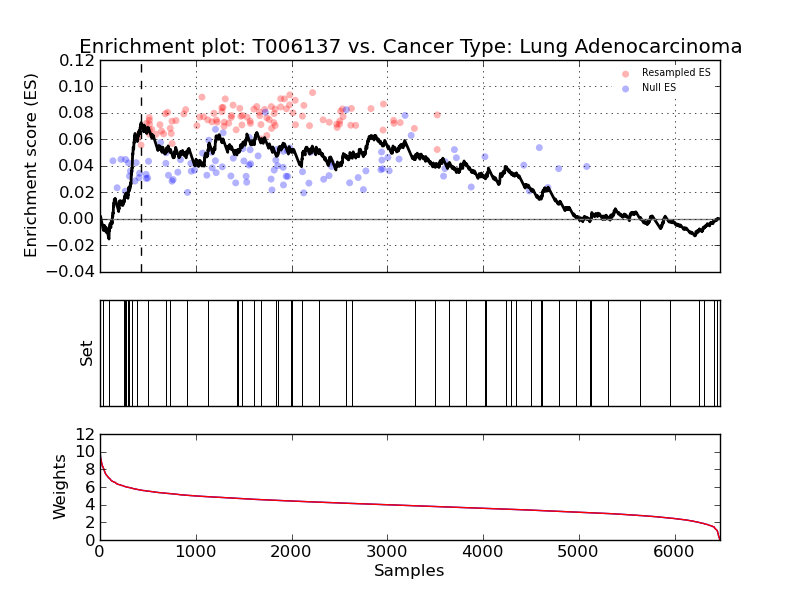 Enrichment plot: T006137 vs. Cancer Type: Lung Adenocarcinoma
Enrichment score (ES)
0.12
0.10
0.08
0.06
0.04
0.02
0.00
−0.02
−0.04
Resampled ES
Null ES
Set
Weights
12
10
8
6
4
2
0
0 1000 2000 3000 4000 5000 6000
Samples